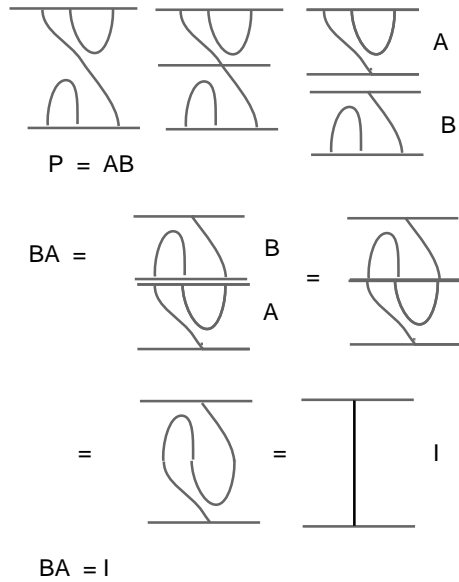 A
B
P = AB
BA =
B
=
A
=
=
I
BA = I